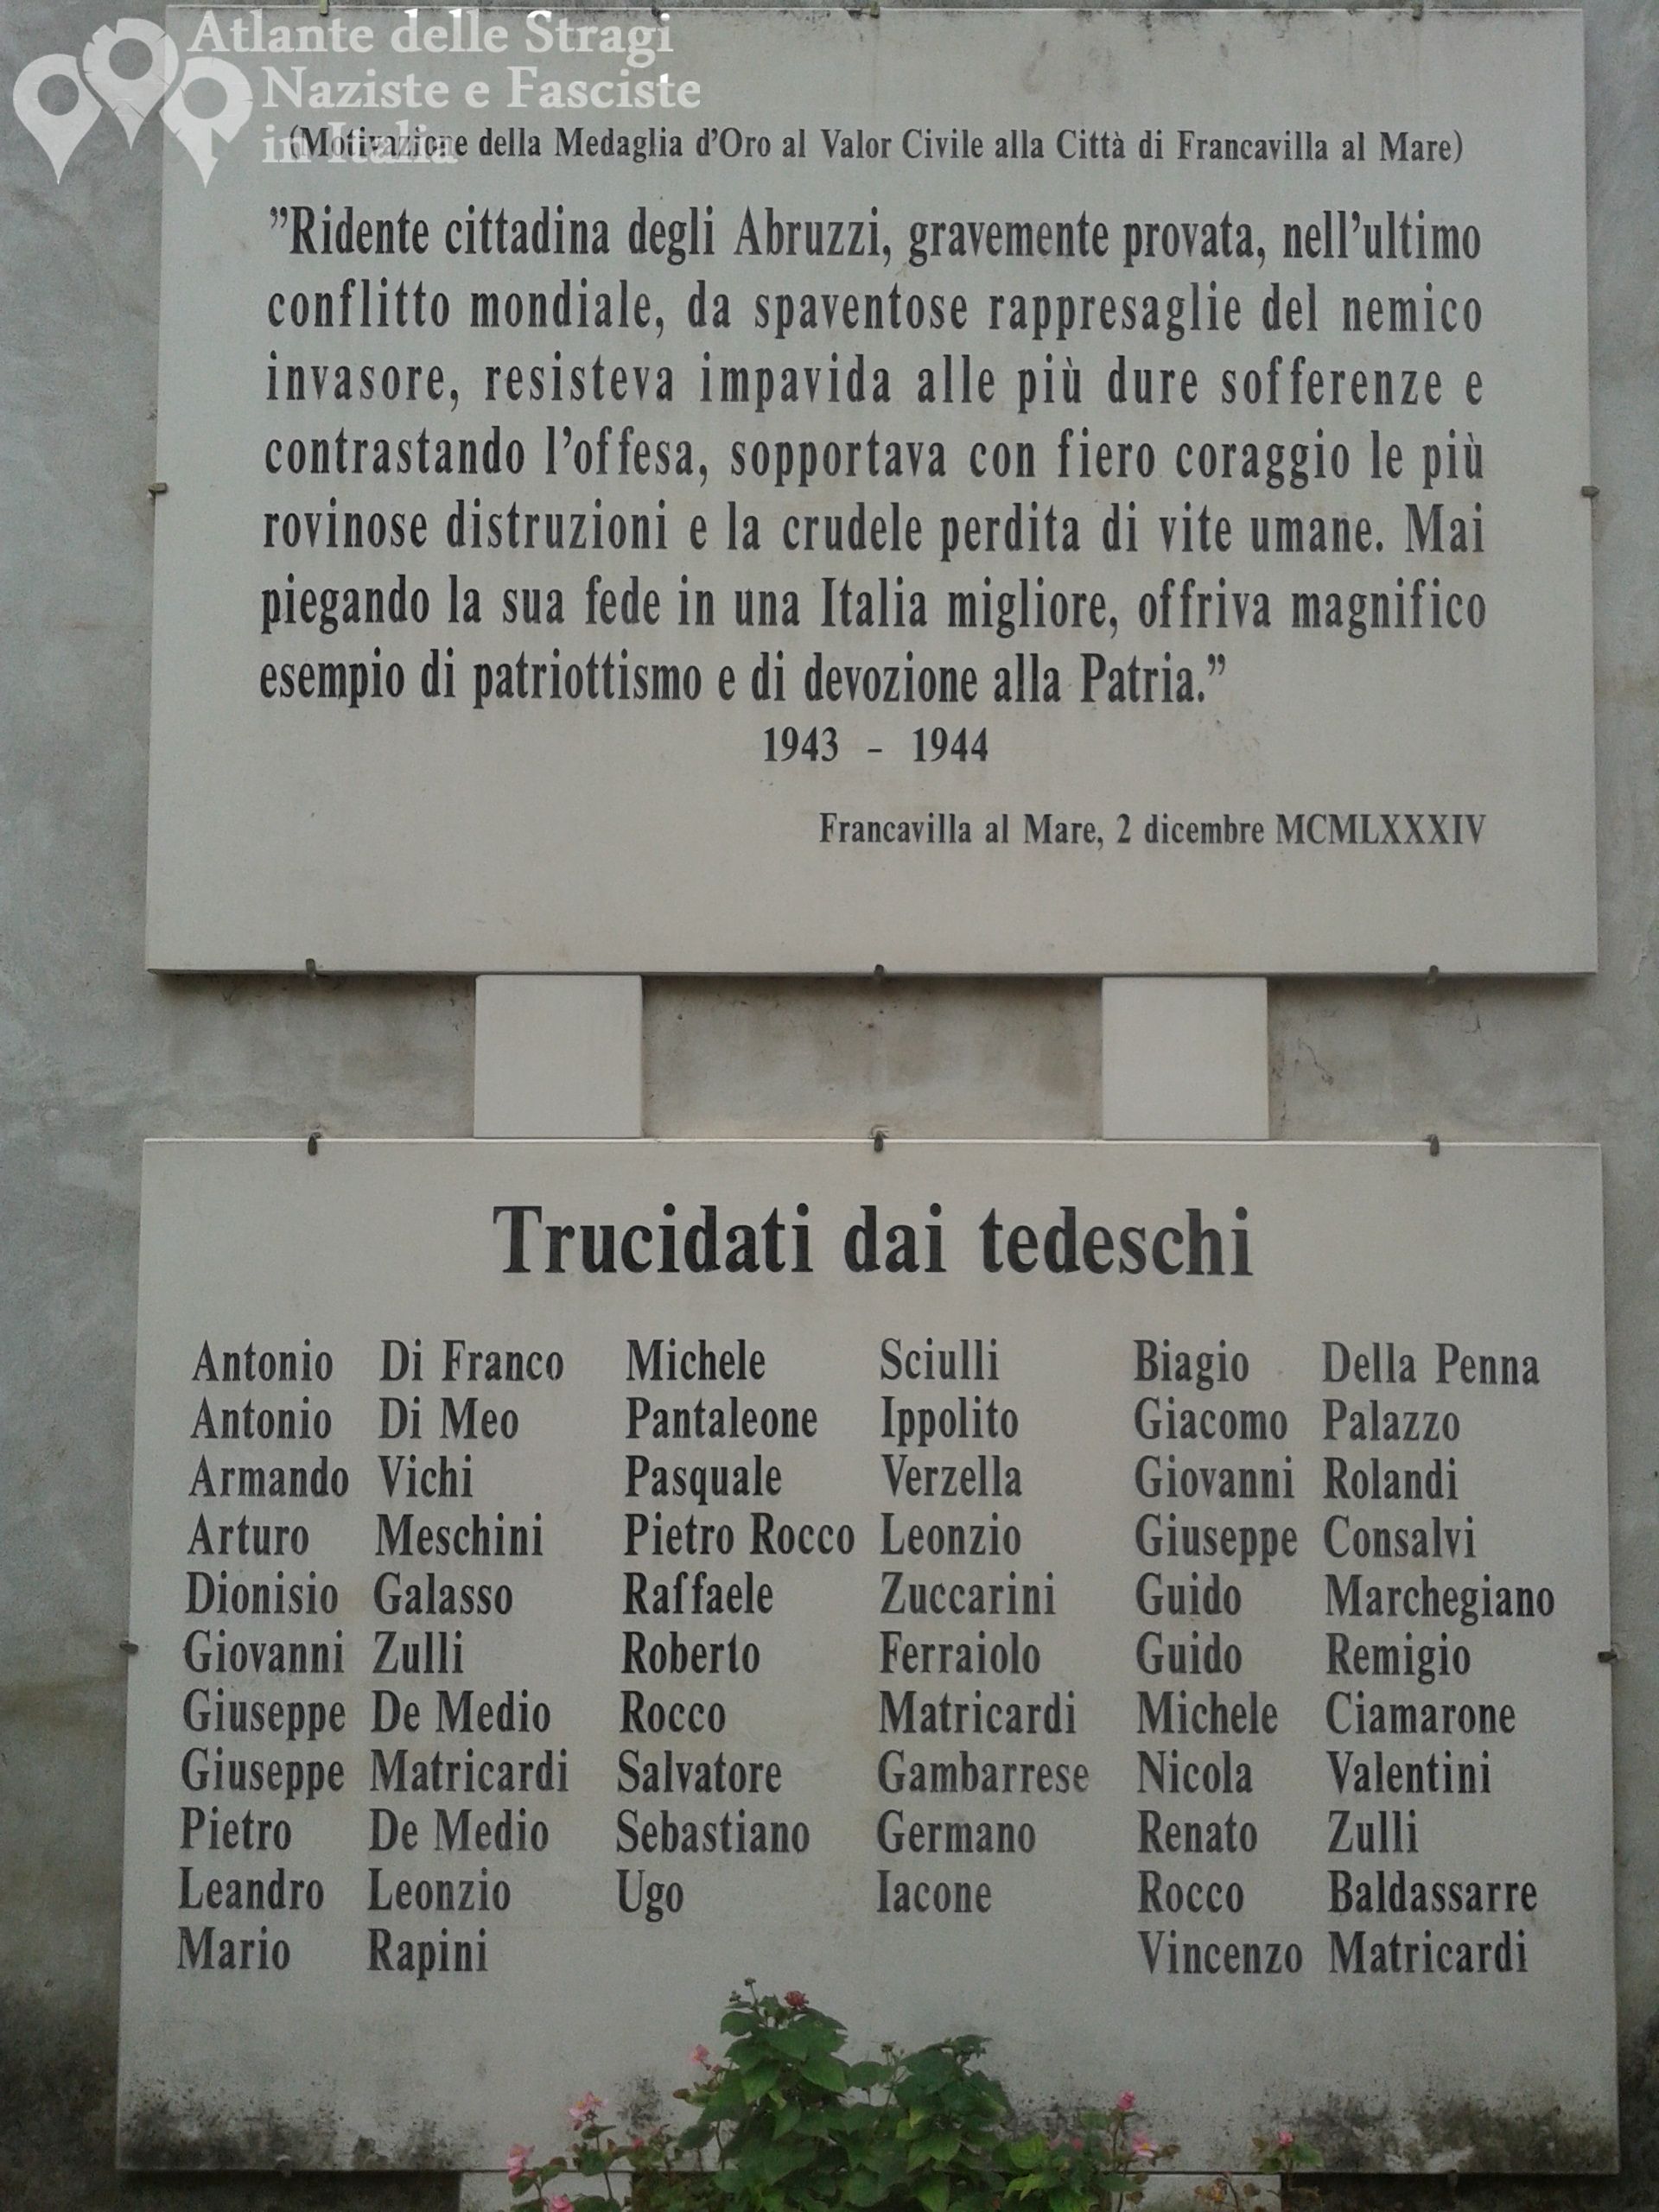 Atlante delle Stragi
Naziste e Fasciste
in Italia
(Motivazione della Medaglia d'Oro al Valor Civile alla Città di Francavilla al Mare)
”Ridente cittadina degli Abruzzi, gravemente provata, nell'ultimo
conflitto mondiale, da spaventose rappresaglie del nemico
invasore, resisteva impavida alle più dure sofferenze e
contrastando l'offesa, sopportava con fiero coraggio le più
rovinose distruzioni e la crudele perdita di vite umane. Mai
piegando la sua fede in una Italia migliore, offriva magnifico
esempio di patriottismo e di devozione alla Patria.”
1943 - 1944
Francavilla al Mare, 2 dicembre MCMLXXXIV
Trucidati dai tedeschi
Antonio Di Franco Michele Sciulli Biagio Della Penna
Antonio Di Meo Pantaleone Ippolito Giacomo Palazzo
Armando Vichi Pasquale Verzella Giovanni Rolandi
Arturo Meschini Pietro Rocco Leonzio Giuseppe Consalvi
Dionisio Galasso Raffaele Zuccarini Guido Marchegiano
Giovanni Zulli Roberto Ferraiolo Guido Remigio
Giuseppe De Medio Rocco Matricardi Michele Ciamarone
Giuseppe Matricardi Salvatore Gambarrese Nicola Valentini
Pietro De Medio Sebastiano Germano Renato Zulli
Leandro Leonzio Ugo Iacone Rocco Baldassarre
Mario Rapini Vincenzo Matricardi